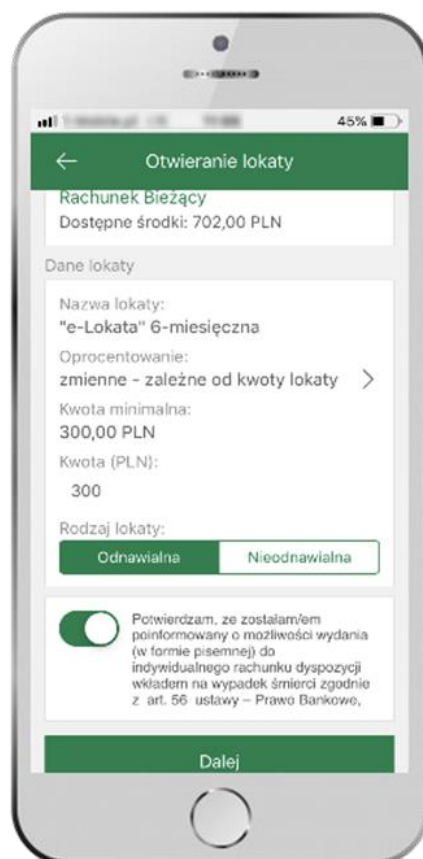 45%
Otwieranie lokaty
Rachunek Bieżący
Dostępne środki: 702,00 PLN
Dane lokaty
Nazwa lokaty:
"e-Lokata" 6-miesięczna
Oprocentowanie:
zmienne - zależne od kwoty lokaty
Kwota minimalna:
300,00 PLN
Kwota (PLN):
300
Rodzaj lokaty:
Odnawialna Nieodnawialna
Potwierdzam, ze zostałam/em
poinformowany o możliwości wydania
(w formie pisemnej) do
indywidualnego rachunku dyspozycji
wkładem na wypadek śmierci zgodnie
z art. 56 ustawy – Prawo Bankowe,
Dalej